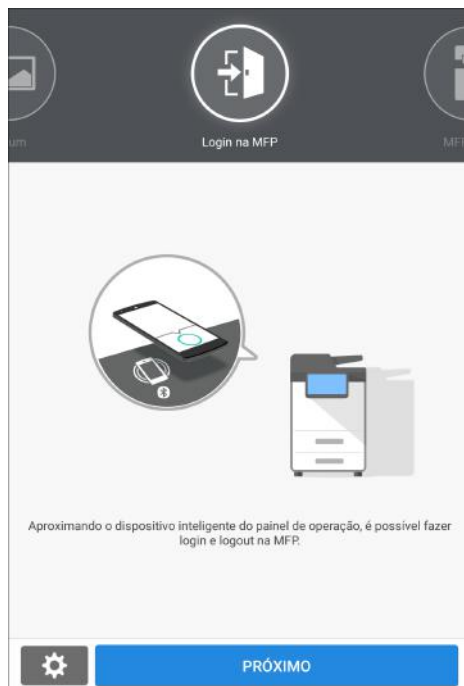 Login na MFP
Aproximando o dispositivo inteligente do painel de operação, é possível fazer
login e logout na MFP.
PRÓXIMO